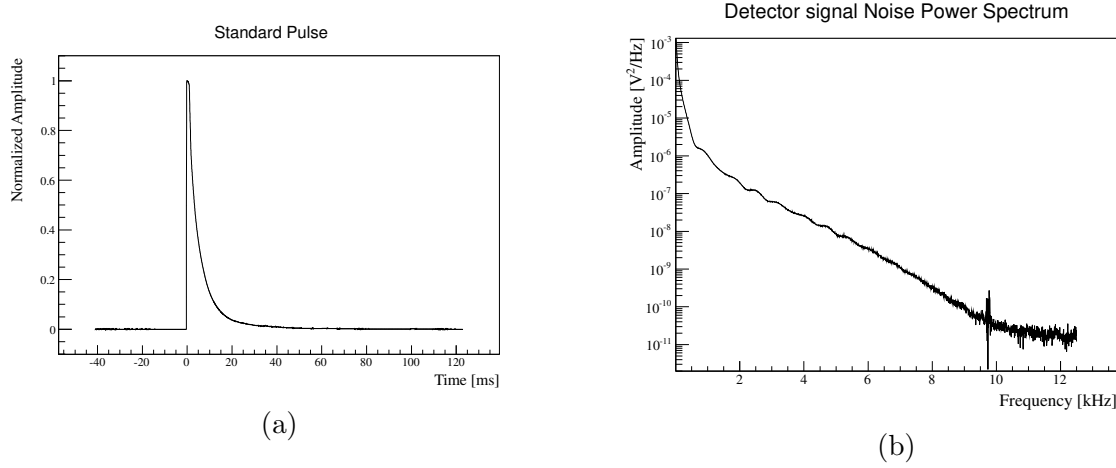 Standard Pulse
Normalized Amplitude
1
0.8
0.6
0.4
0.2
0
-40 -20 0 20 40 60 80 100 120
Time [ms]
(a)
Detector signal Noise Power Spectrum
Amplitude [V²/Hz]
10⁻³
10⁻⁴
10⁻⁵
10⁻⁶
10⁻⁷
10⁻⁸
10⁻⁹
10⁻¹⁰
10⁻¹¹
2 4 6 8 10 12
Frequency [kHz]
(b)